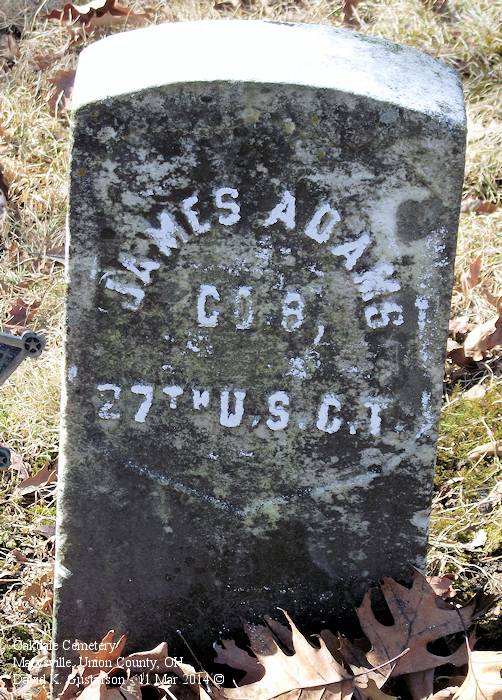 JAMES ADAMS
CO B,
27TH U.S.C.T.
Oakdale Cemetery
Marysville, Union County, OH
David K. Gustafson - 11 Mar 2014 ©